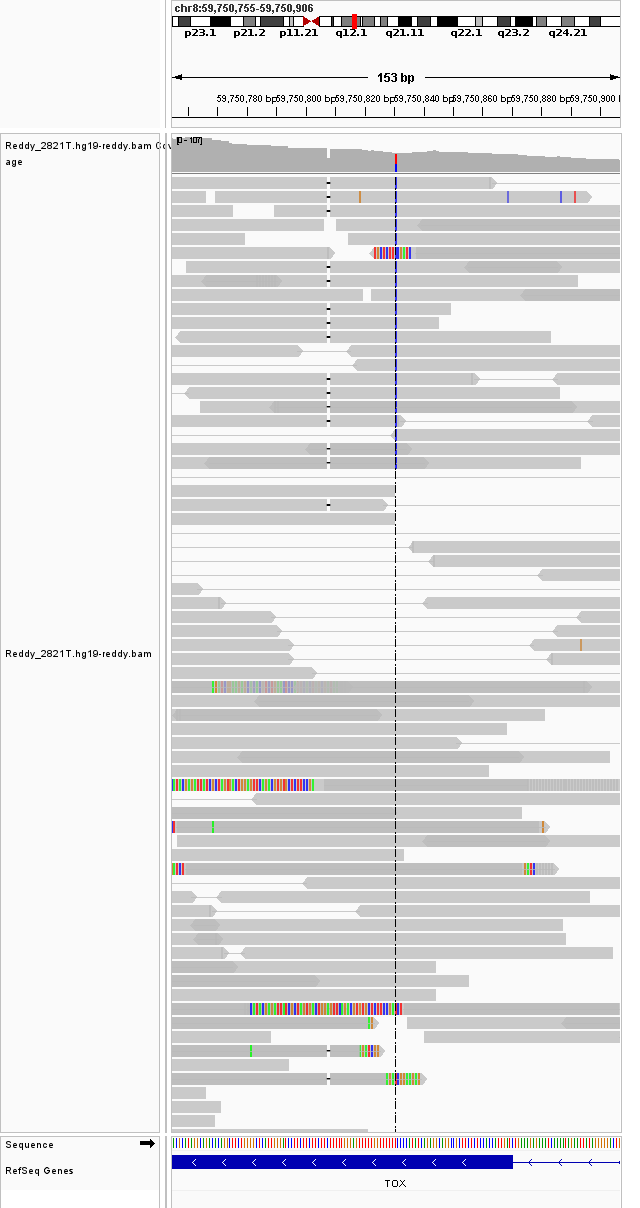 chr8:59,750,755-59,750,906
p23.1 p21.2 p11.21 q12.1 q21.11 q22.1 q23.2 q24.21
153 bp
59,750,780 bp 59,750,800 bp 59,750,820 bp 59,750,840 bp 59,750,860 bp 59,750,880 bp 59,750,900 l
[0 - 107]
Reddy_2821T.hg19-reddy.bam Cov
age
Reddy_2821T.hg19-reddy.bam
Sequence
RefSeq Genes
TOX